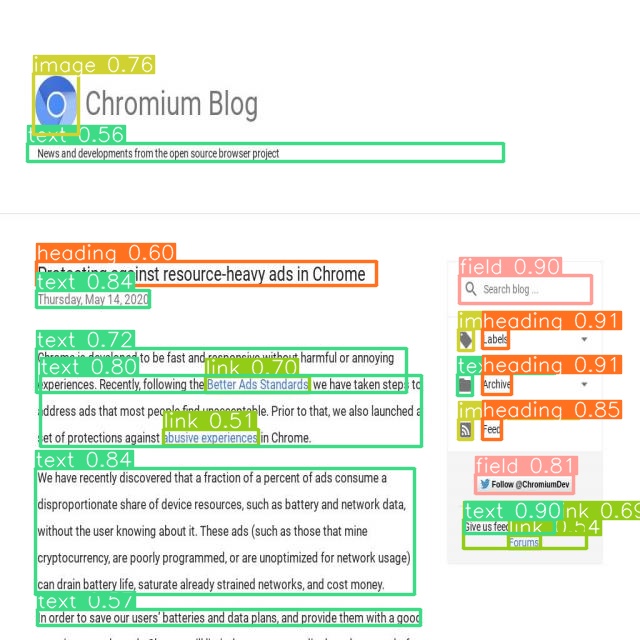 image 0.76
Chromium Blog
text 0.56
News and developments from the open source browser project
heading 0.60
Protecting against resource-heavy ads in Chrome
text 0.84
Thursday, May 14, 2020
field 0.90
Search blog ...
im heading 0.91
Labels
tex heading 0.91
Archive
im heading 0.85
Feed
field 0.81
Follow @ChromiumDev
text 0.90 ink 0.69
Give us feed link 0.54
Forums
text 0.72
Chrome is developed to be fast and responsive without harmful or annoying
text 0.80 link 0.70
experiences. Recently, following the Better Ads Standards, we have taken steps to
address ads that most people find unacceptable. Prior to that, we also launched a
link 0.51
set of protections against abusive experiences in Chrome.
text 0.84
We have recently discovered that a fraction of a percent of ads consume a
disproportionate share of device resources, such as battery and network data,
without the user knowing about it. These ads (such as those that mine
cryptocurrency, are poorly programmed, or are unoptimized for network usage)
can drain battery life, saturate already strained networks, and cost money.
text 0.57
In order to save our users' batteries and data plans, and provide them with a good